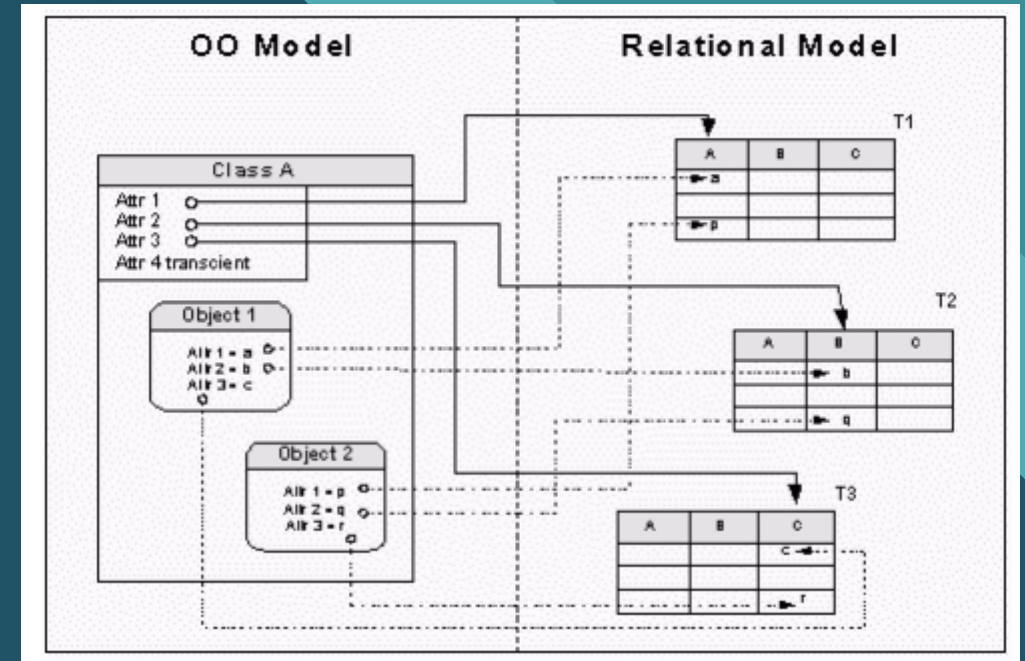 OO Model
Relational Model
Class A
Attr 1
Attr 2
Attr 3
Attr 4 transcient
Object 1
Attr 1 = a
Attr 2 = b
Attr 3 = c
Object 2
Attr 1 = p
Attr 2 = q
Attr 3 = r
T1
A B C
a
p
T2
A B C
b
q
T3
A B C
c
r